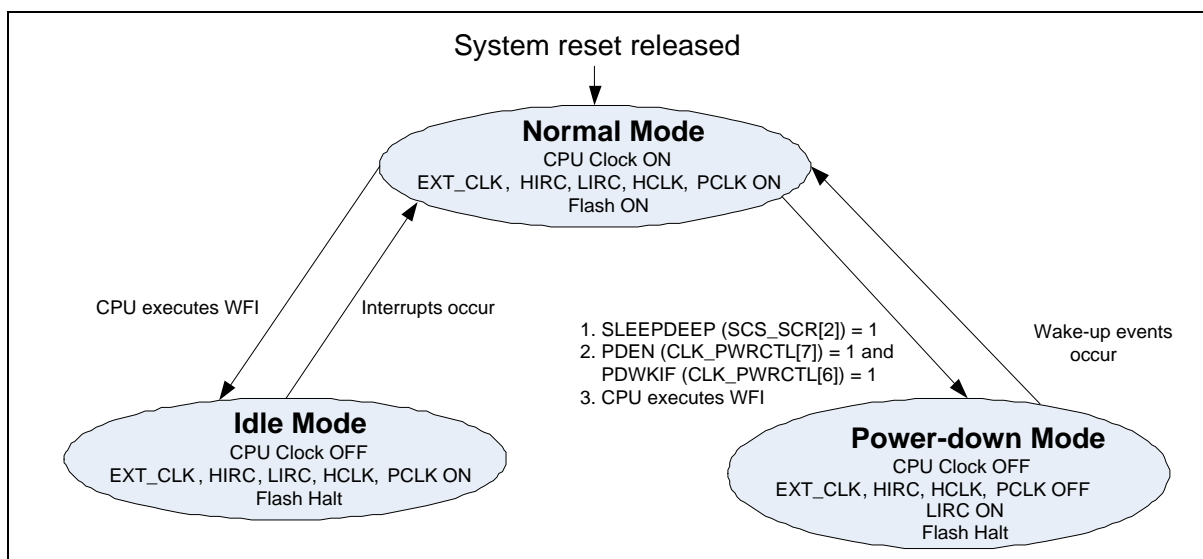 System reset released
Normal Mode
CPU Clock ON
EXT_CLK, HIRC, LIRC, HCLK, PCLK ON
Flash ON
CPU executes WFI
Interrupts occur
1. SLEEPDEEP (SCS_SCR[2]) = 1
2. PDEN (CLK_PWRCTL[7]) = 1 and
PDWKIF (CLK_PWRCTL[6]) = 1
3. CPU executes WFI
Wake-up events
occur
Idle Mode
CPU Clock OFF
EXT_CLK, HIRC, LIRC, HCLK, PCLK ON
Flash Halt
Power-down Mode
CPU Clock OFF
EXT_CLK, HIRC, HCLK, PCLK OFF
LIRC ON
Flash Halt